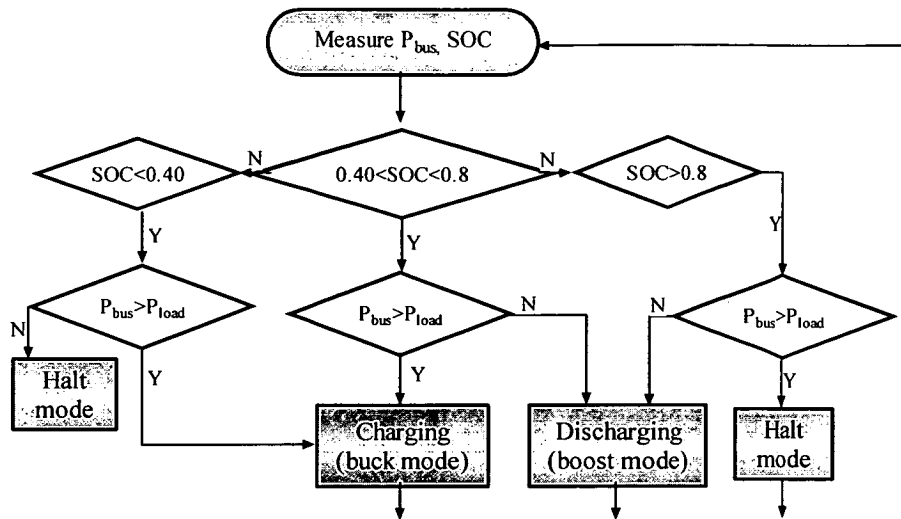 Measure P_bus, SOC
N
N
SOC<0.40
0.40<SOC<0.8
SOC>0.8
Y
Y
Y
P_bus>P_load
P_bus>P_load
P_bus>P_load
N
N
N
Y
Y
Y
Halt
mode
Charging
(buck mode)
Discharging
(boost mode)
Halt
mode